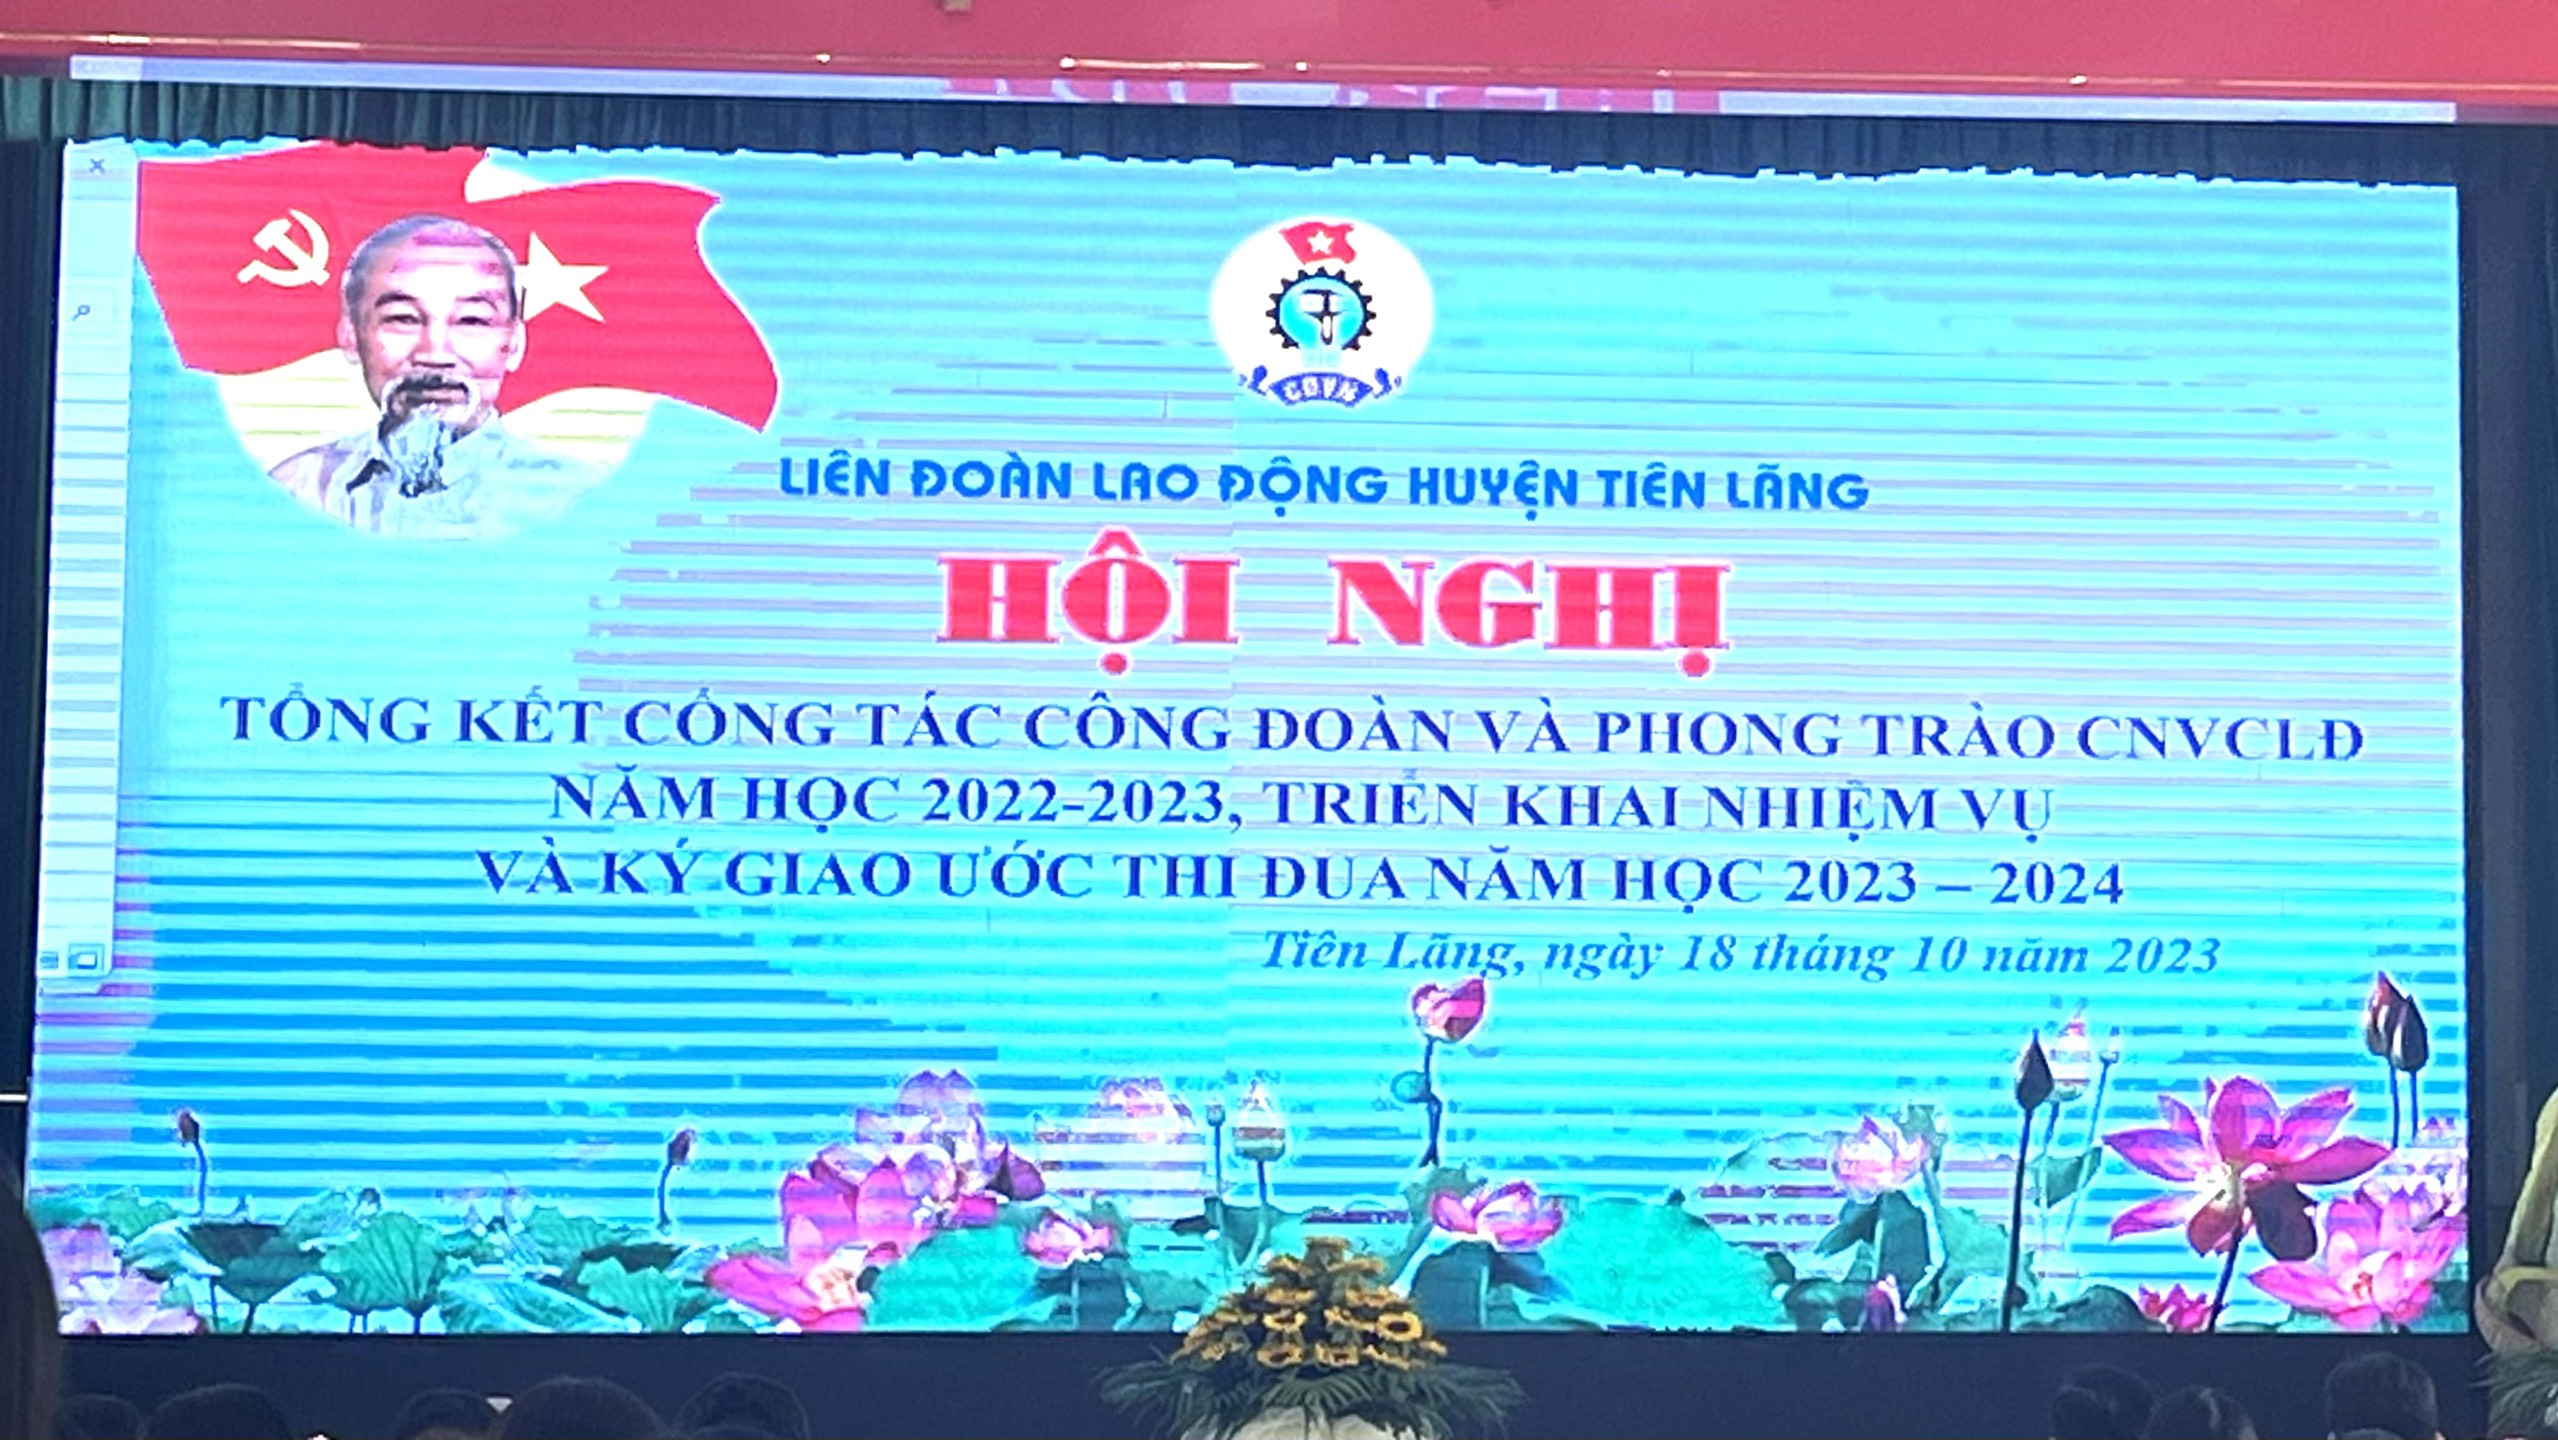 CĐVN
LIÊN ĐOÀN LAO ĐỘNG HUYỆN TIÊN LÃNG
HỘI NGHỊ
TỔNG KẾT CÔNG TÁC CÔNG ĐOÀN VÀ PHONG TRÀO CNVCLĐ
NĂM HỌC 2022-2023, TRIỂN KHAI NHIỆM VỤ
VÀ KÝ GIAO ƯỚC THI ĐUA NĂM HỌC 2023 – 2024
Tiên Lãng, ngày 18 tháng 10 năm 2023